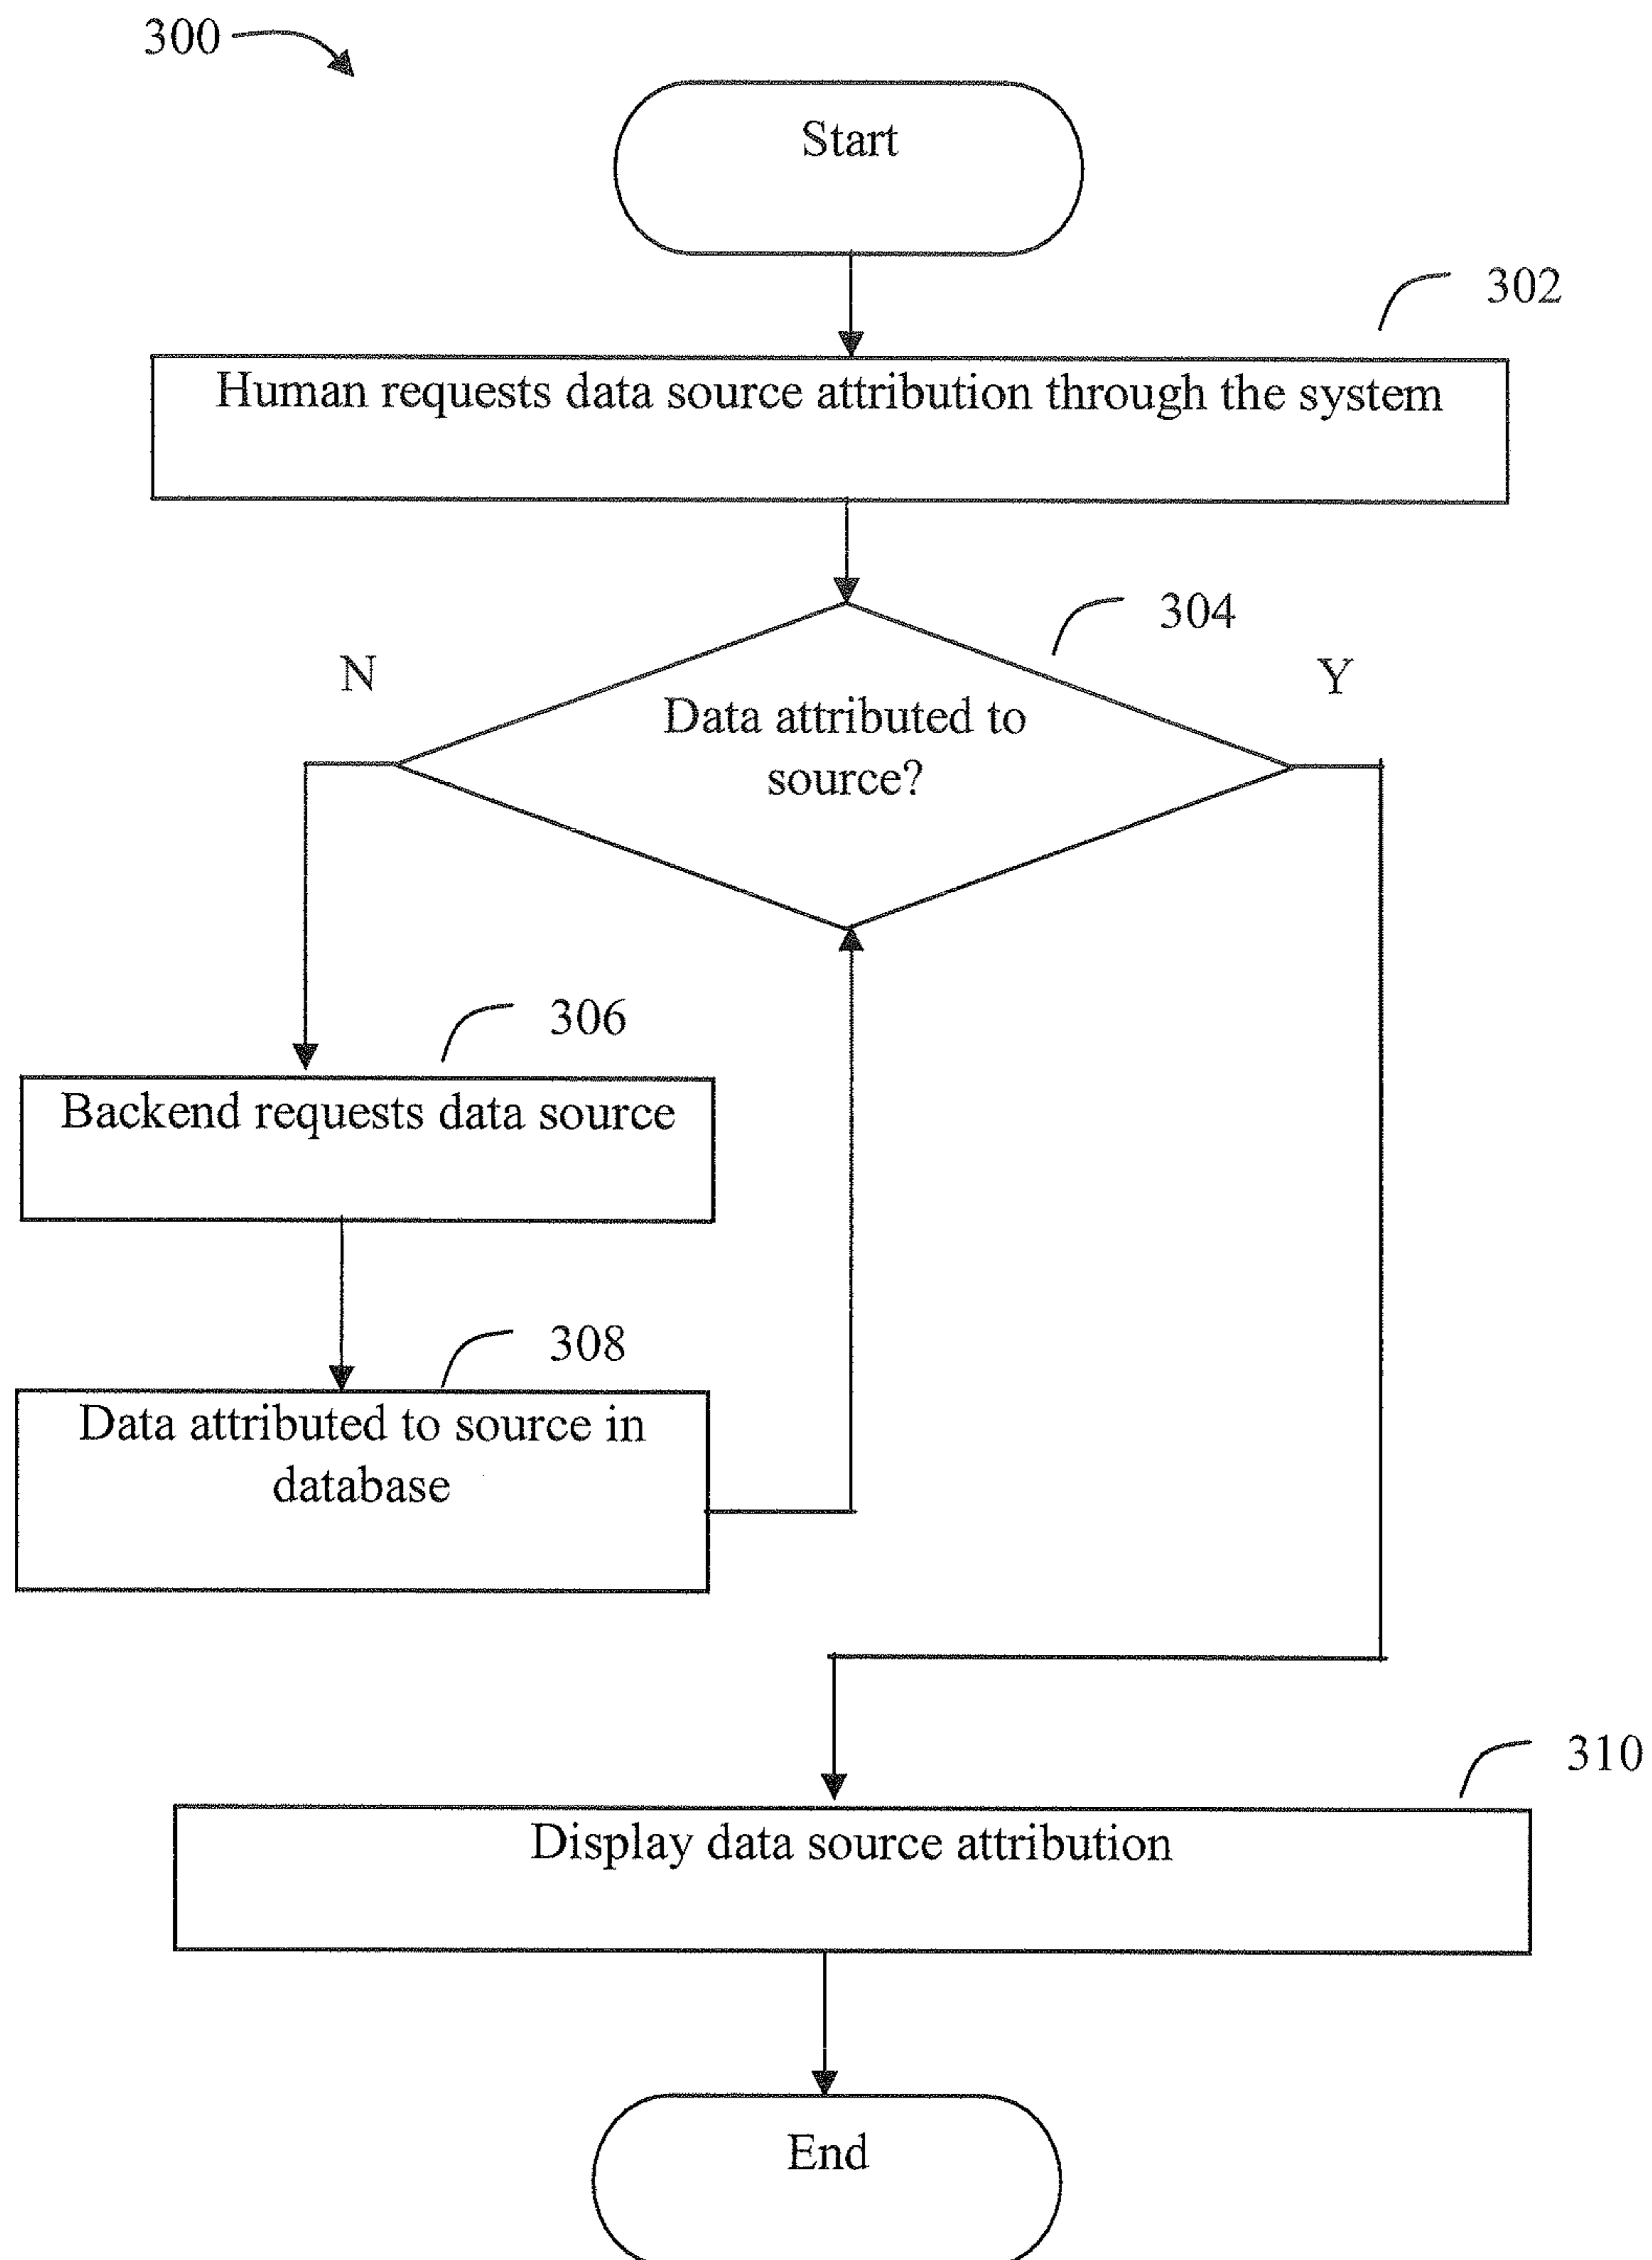 300
Start
302
Human requests data source attribution through the system
304
N
Y
Data attributed to
source?
306
Backend requests data source
308
Data attributed to source in
database
310
Display data source attribution
End